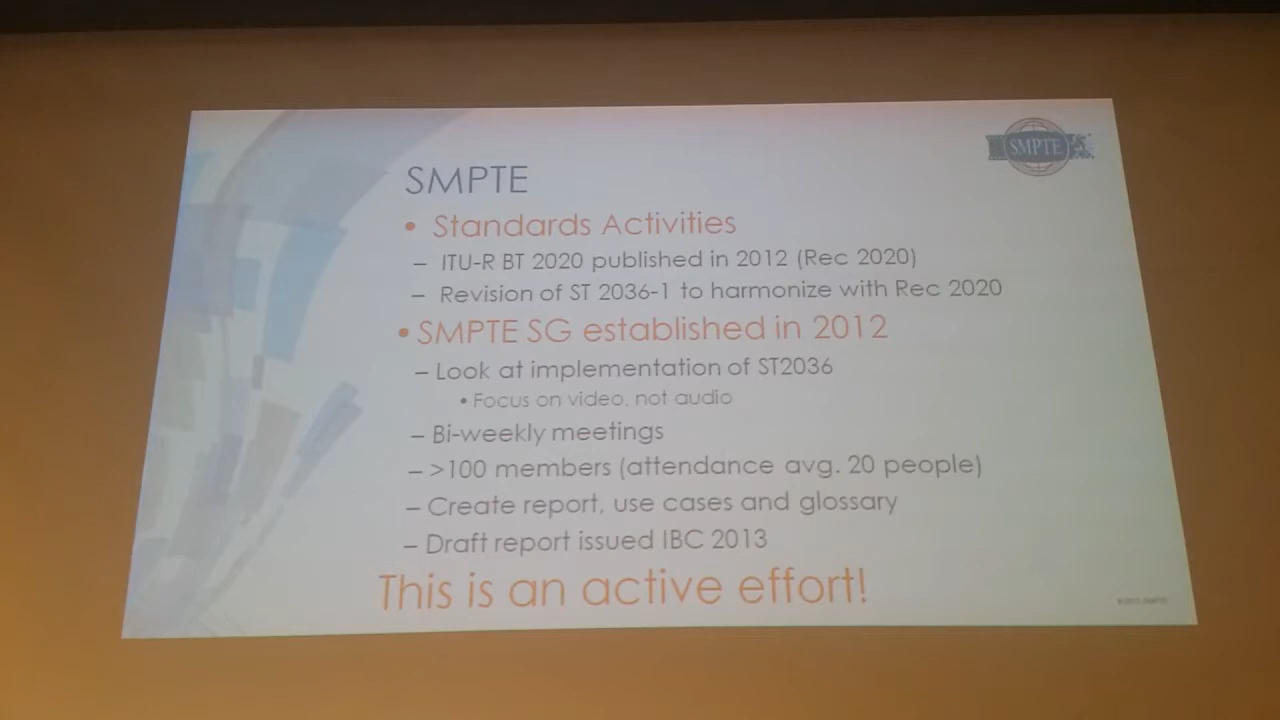 SMPTE
SMPTE
• Standards Activities
– ITU-R BT 2020 published in 2012 (Rec 2020)
– Revision of ST 2036-1 to harmonize with Rec 2020
• SMPTE SG established in 2012
– Look at implementation of ST2036
• Focus on video, not audio
– Bi-weekly meetings
– >100 members (attendance avg. 20 people)
– Create report, use cases and glossary
– Draft report issued IBC 2013
This is an active effort!